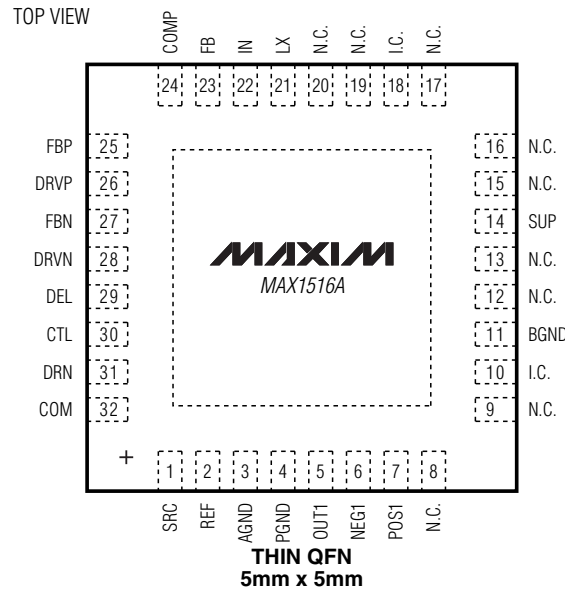 TOP VIEW
COMP
FB
IN
LX
N.C.
N.C.
I.C.
N.C.
24 23 22 21 20 19 18 17
FBP 25
DRVP 26
FBN 27
DRVN 28
DEL 29
CTL 30
DRN 31
COM 32
16 N.C.
15 N.C.
14 SUP
13 N.C.
12 N.C.
11 BGND
10 I.C.
9 N.C.
MAXIM
MAX1516A
+
1 2 3 4 5 6 7 8
SRC
REF
AGND
PGND
OUT1
NEG1
POS1
N.C.
THIN QFN
5mm x 5mm